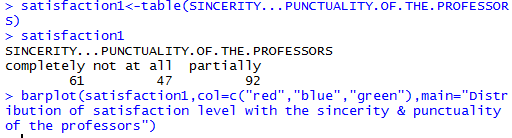 > satisfaction1<-table(SINCERITY...PUNCTUALITY.OF.THE.PROFESSOR
S)
> satisfaction1
SINCERITY...PUNCTUALITY.OF.THE.PROFESSORS
completely not at all  partially
        61         47         92
> barplot(satisfaction1,col=c("red","blue","green"),main="Distr
ibution of satisfaction level with the sincerity & punctuality
of the professors")